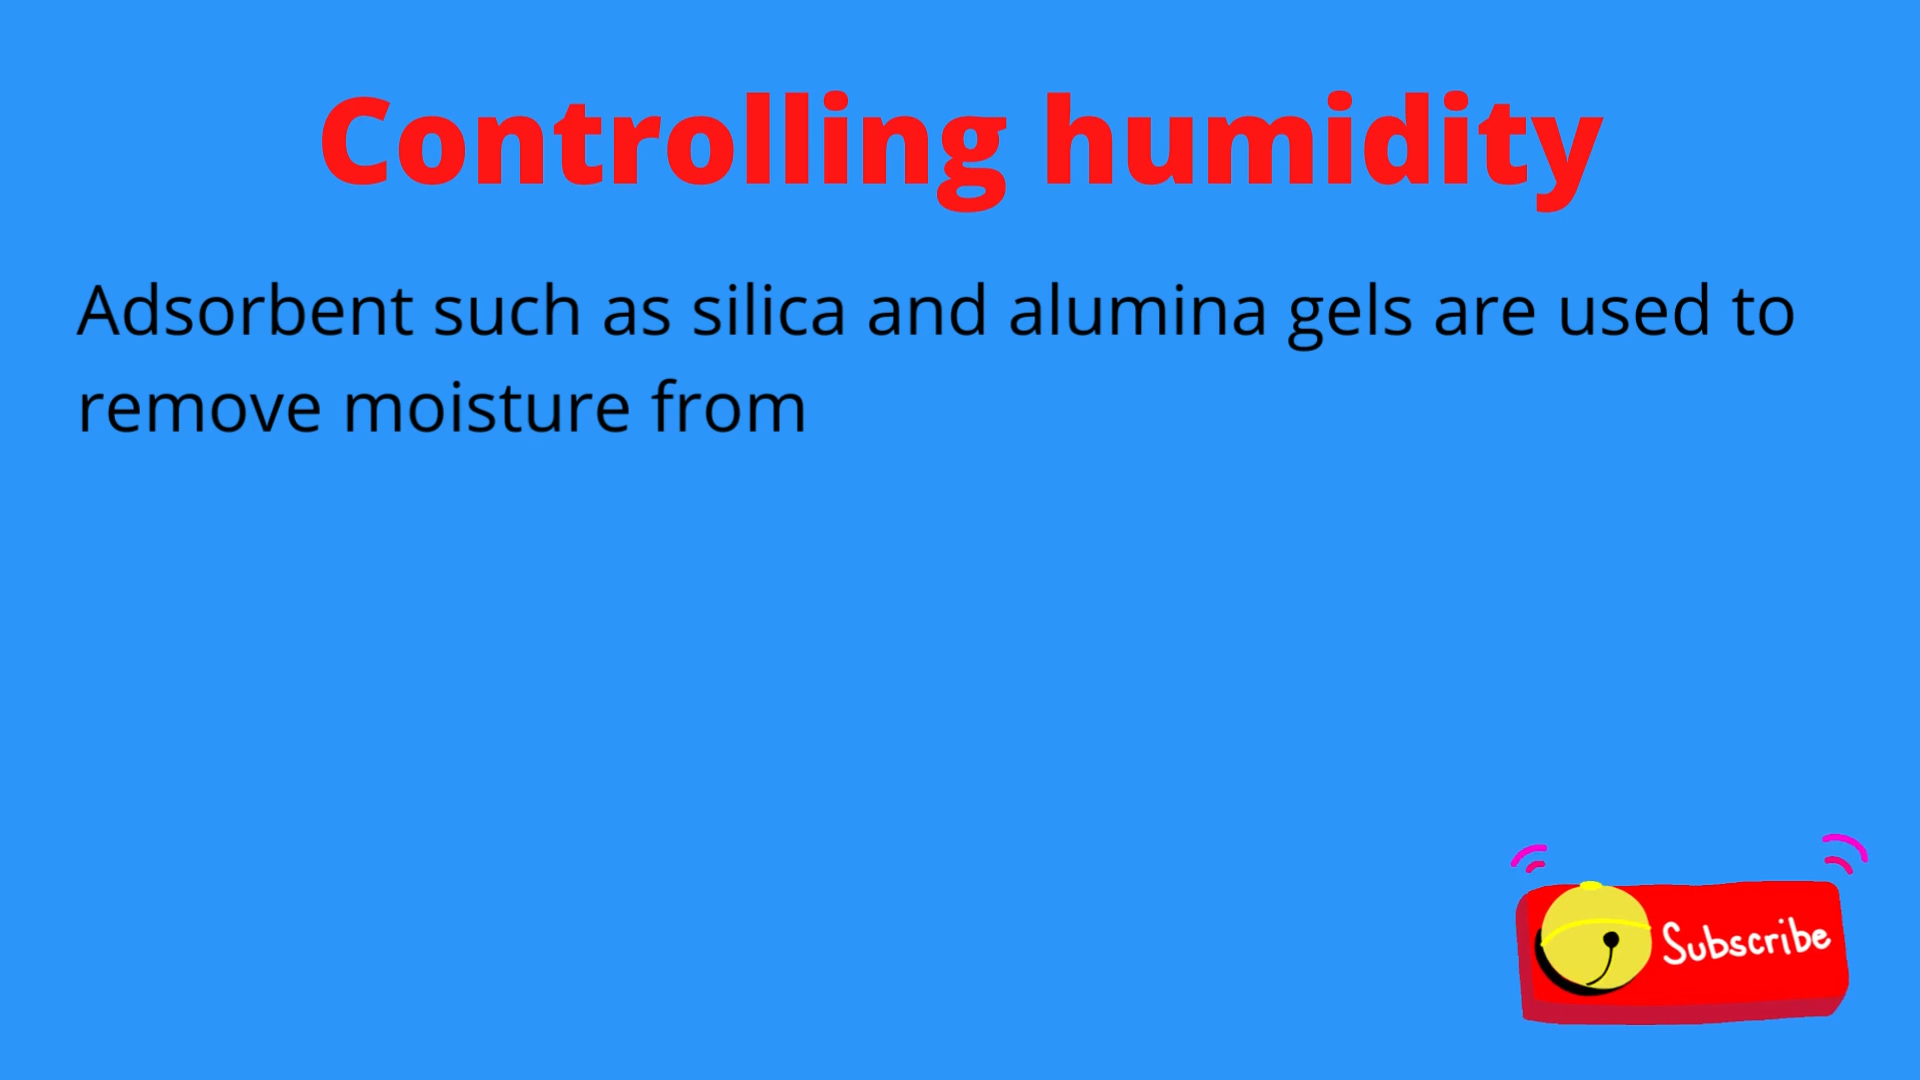 Controlling humidity
Adsorbent such as silica and alumina gels are used to
remove moisture from
Subscribe